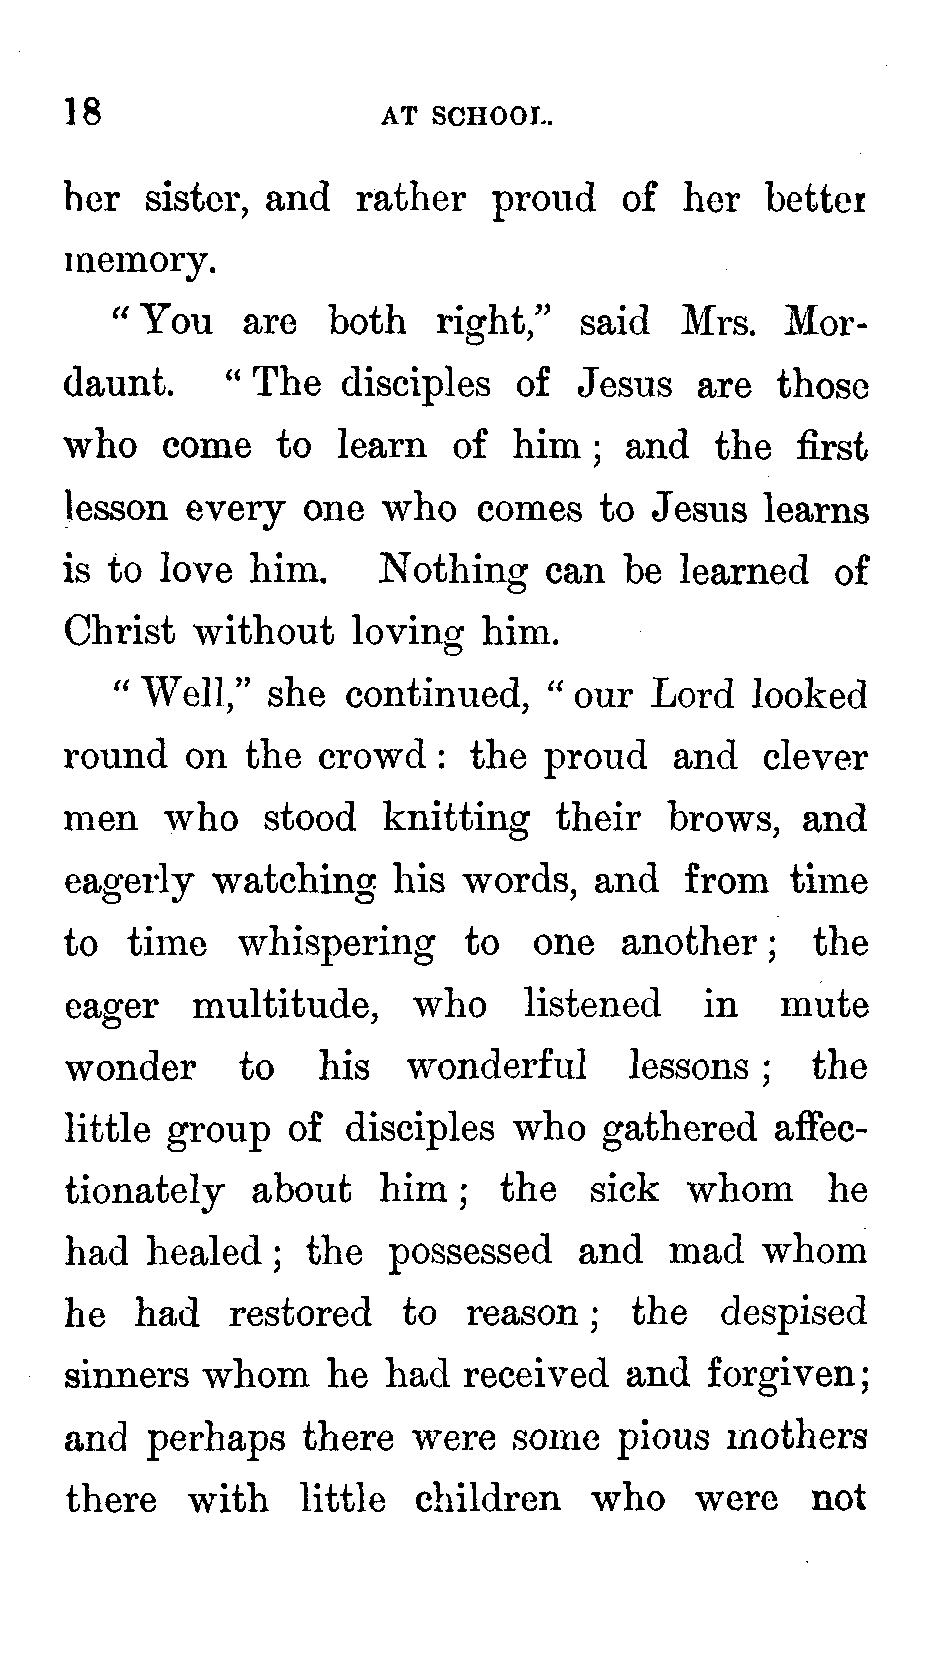 18 AT SCHOOL.
her sister, and rather proud of her better
memory.
“ You are both right,” said Mrs. Mor-
daunt. “ The disciples of Jesus are those
who come to learn of him ; and the first
lesson every one who comes to Jesus learns
is to love him. Nothing can be learned of
Christ without loving him.
“ Well,” she continued, “ our Lord looked
round on the crowd : the proud and clever
men who stood knitting their brows, and
eagerly watching his words, and from time
to time whispering to one another ; the
eager multitude, who listened in mute
wonder to his wonderful lessons ; the
little group of disciples who gathered affec-
tionately about him ; the sick whom he
had healed ; the possessed and mad whom
he had restored to reason ; the despised
sinners whom he had received and forgiven;
and perhaps there were some pious mothers
there with little children who were not